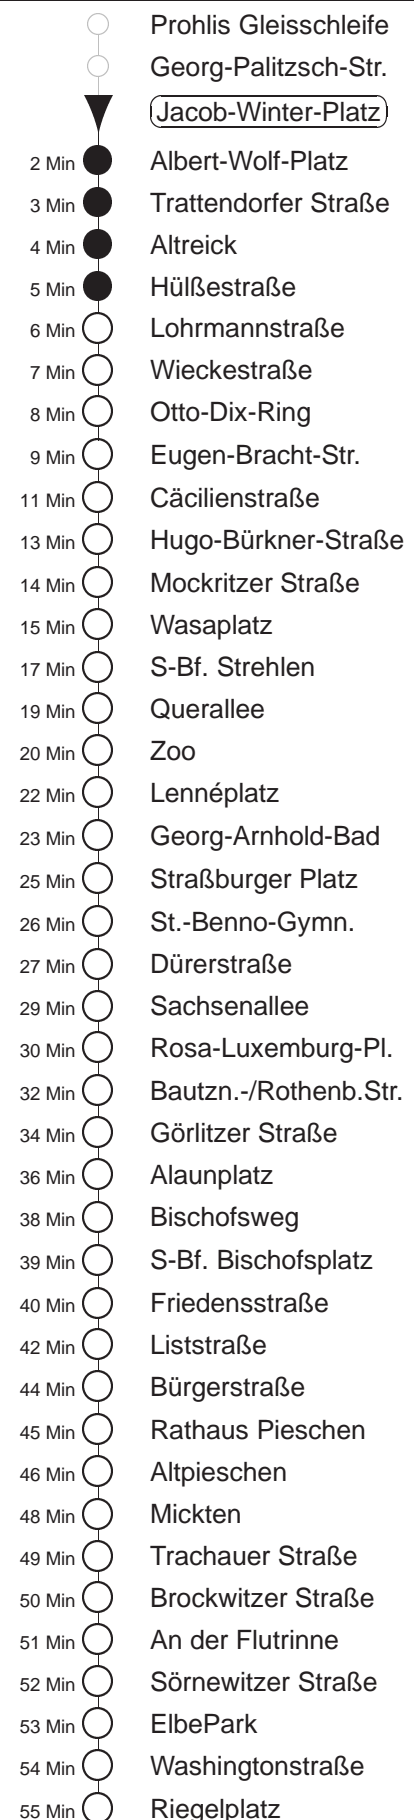 Prohlis Gleisschleife
Georg-Palitzsch-Str.
Jacob-Winter-Platz
2 Min Albert-Wolf-Platz
3 Min Trattendorfer Straße
4 Min Altreick
5 Min Hülßestraße
6 Min Lohrmannstraße
7 Min Wieckestraße
8 Min Otto-Dix-Ring
9 Min Eugen-Bracht-Str.
11 Min Cäcilienstraße
13 Min Hugo-Bürkner-Straße
14 Min Mockritzer Straße
15 Min Wasaplatz
17 Min S-Bf. Strehlen
19 Min Querallee
20 Min Zoo
22 Min Lennéplatz
23 Min Georg-Arnhold-Bad
25 Min Straßburger Platz
26 Min St.-Benno-Gymn.
27 Min Dürerstraße
29 Min Sachsenallee
30 Min Rosa-Luxemburg-Pl.
32 Min Bautzn.-/Rothenb.Str.
34 Min Görlitzer Straße
36 Min Alaunplatz
38 Min Bischofsweg
39 Min S-Bf. Bischofsplatz
40 Min Friedensstraße
42 Min Liststraße
44 Min Bürgerstraße
45 Min Rathaus Pieschen
46 Min Altpieschen
48 Min Mickten
49 Min Trachauer Straße
50 Min Brockwitzer Straße
51 Min An der Flutrinne
52 Min Sörnewitzer Straße
53 Min ElbePark
54 Min Washingtonstraße
55 Min Riegelplatz